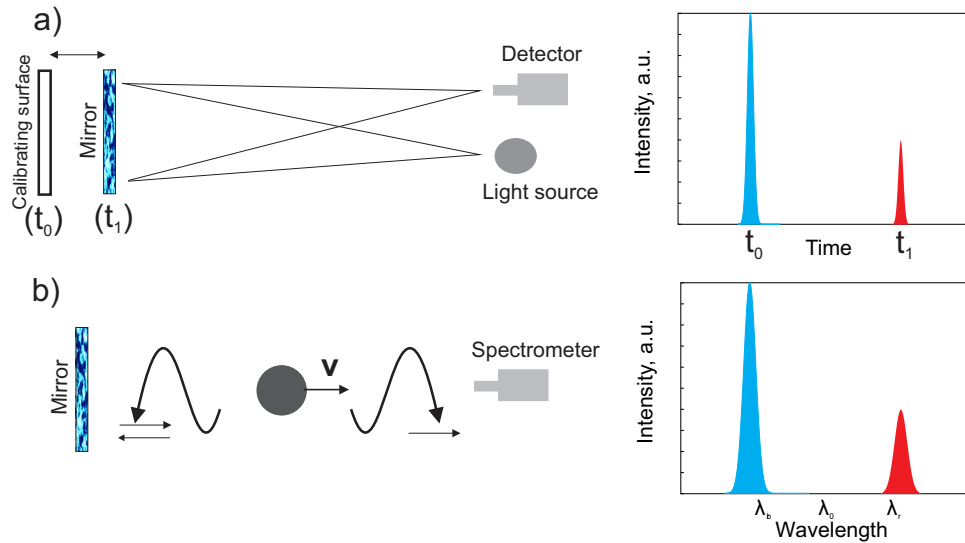 a)
Calibrating surface
(t₀)
Mirror
(t₁)
Detector
Light source
Intensity, a.u.
t₀ Time t₁
b)
Mirror
v
Spectrometer
Intensity, a.u.
λb λ₀ λr
Wavelength